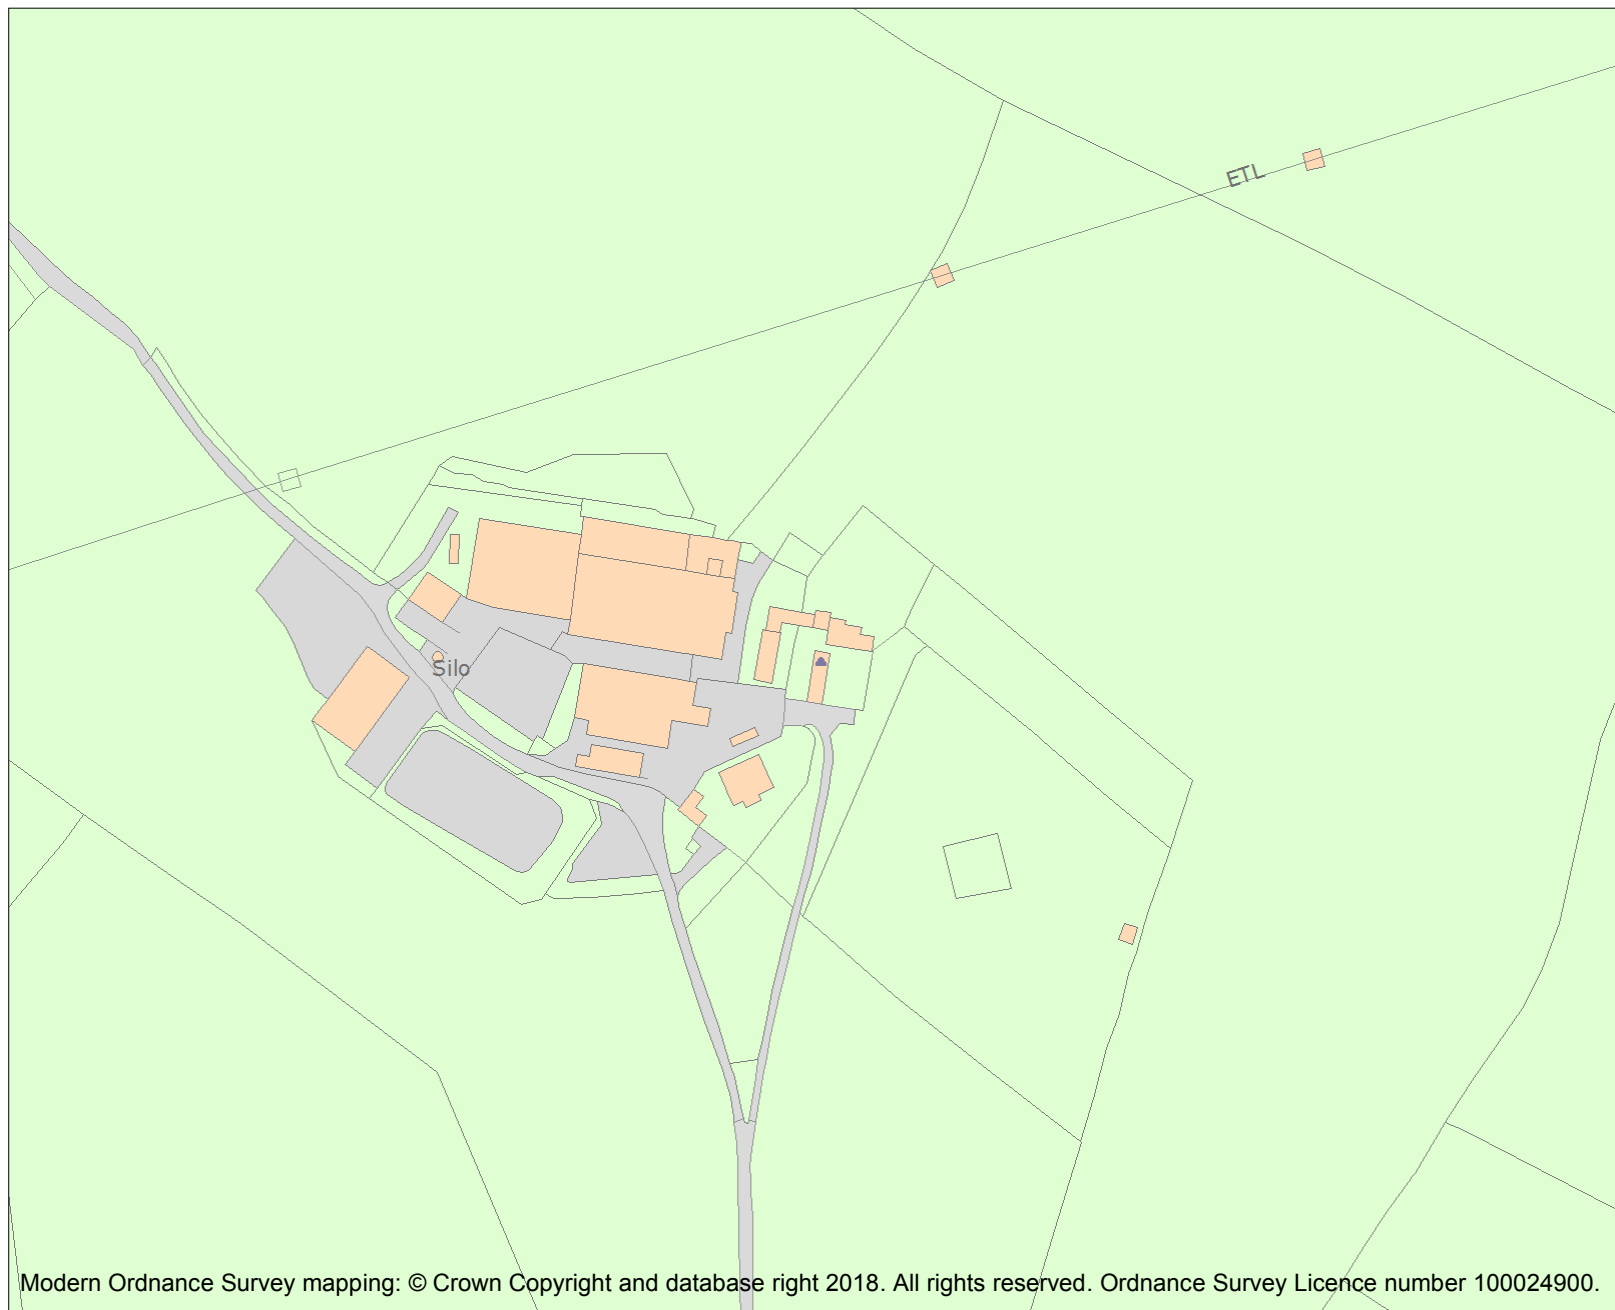 ETL
Silo
Modern Ordnance Survey mapping: © Crown Copyright and database right 2018. All rights reserved. Ordnance Survey Licence number 100024900.